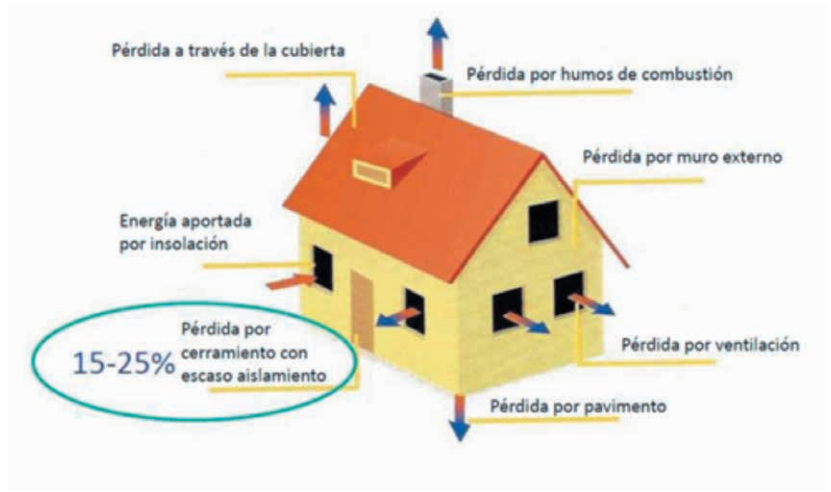 Pérdida a través de la cubierta
Pérdida por humos de combustión
Pérdida por muro externo
Energía aportada
por insolación
15-25%
Pérdida por
cerramiento con
escaso aislamiento
Pérdida por ventilación
Pérdida por pavimento